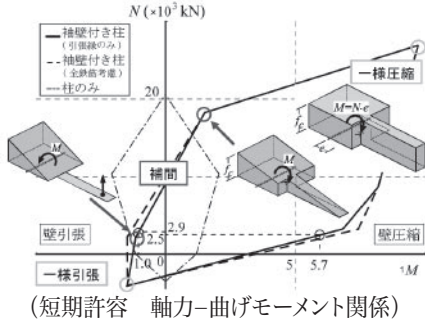 N (×10³ kN)
袖壁付き柱
(引張縁のみ)
袖壁付き柱
(全鉄筋考慮)
柱のみ
一様圧縮
20
M=N·e
fE
e
M
M
fE
補間
壁引張
2.9
2.5
壁圧縮
1.0
0
5
5.7
M
一様引張
(短期許容 軸力−曲げモーメント関係)